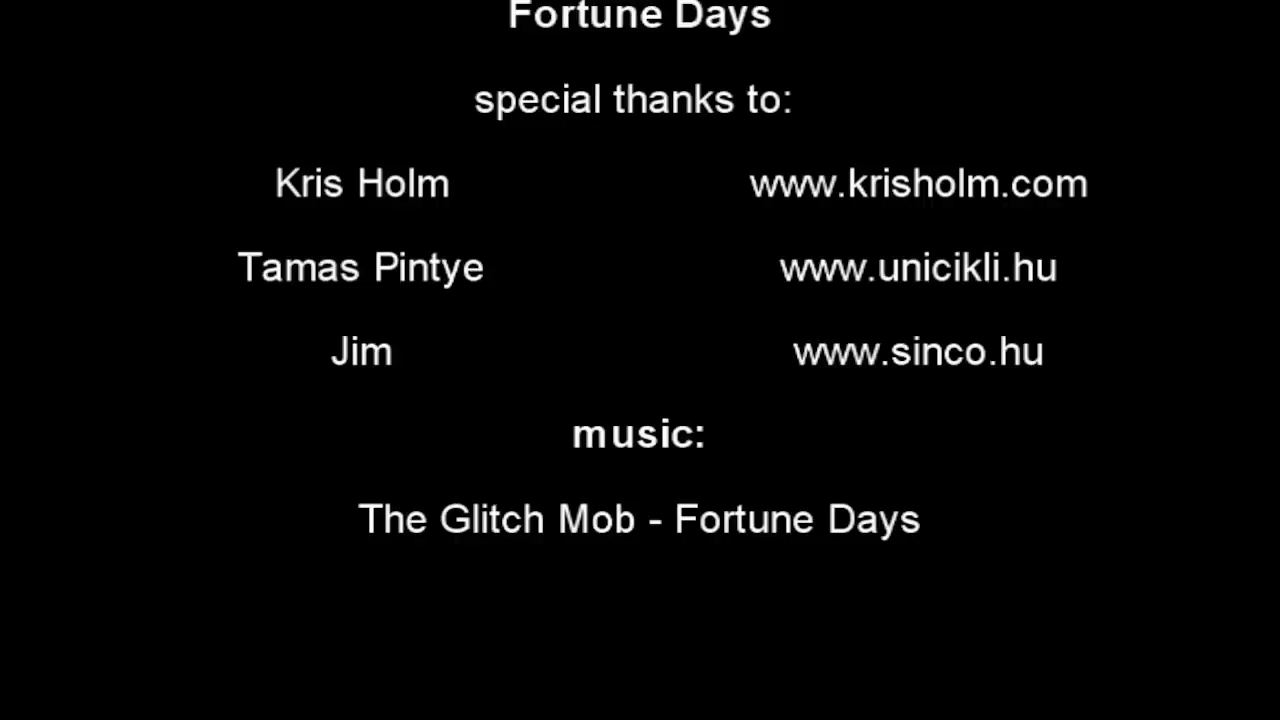 Fortune Days
special thanks to:
Kris Holm www.krisholm.com
Tamas Pintye www.unicikli.hu
Jim www.sinco.hu
music:
The Glitch Mob - Fortune Days